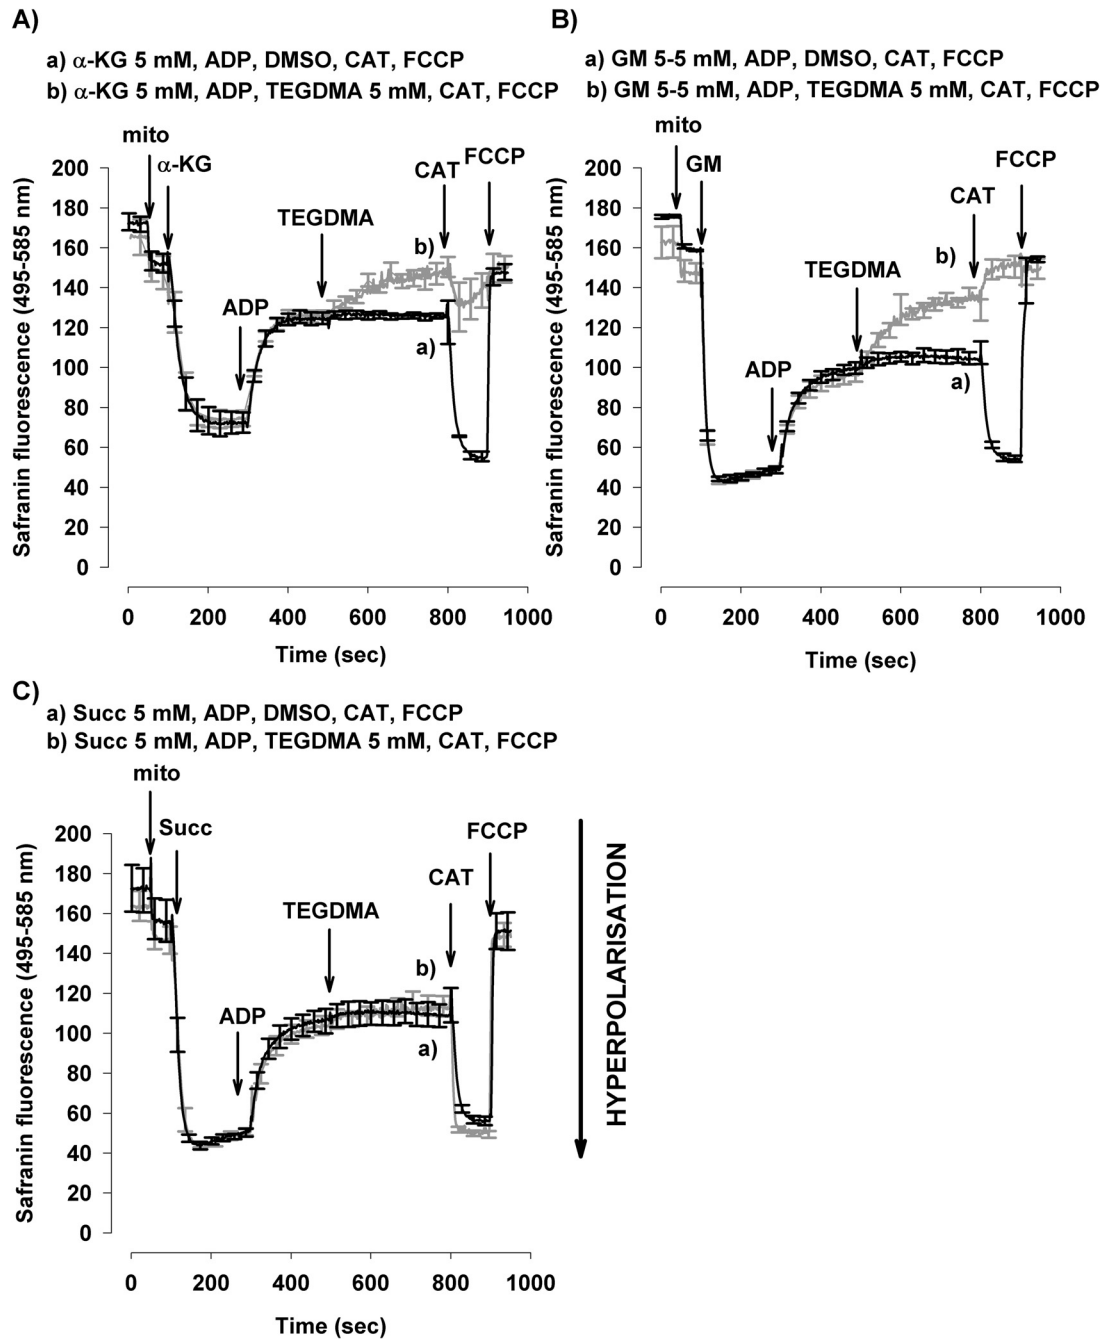 A)
a) α-KG 5 mM, ADP, DMSO, CAT, FCCP
b) α-KG 5 mM, ADP, TEGDMA 5 mM, CAT, FCCP
mito
α-KG
ADP
TEGDMA
CAT
FCCP
b)
a)
Safranin fluorescence (495-585 nm)
200
180
160
140
120
100
80
60
40
20
0
0 200 400 600 800 1000
Time (sec)
B)
a) GM 5-5 mM, ADP, DMSO, CAT, FCCP
b) GM 5-5 mM, ADP, TEGDMA 5 mM, CAT, FCCP
mito
GM
ADP
TEGDMA
CAT
FCCP
b)
a)
Safranin fluorescence (495-585 nm)
200
180
160
140
120
100
80
60
40
20
0
0 200 400 600 800 1000
Time (sec)
C)
a) Succ 5 mM, ADP, DMSO, CAT, FCCP
b) Succ 5 mM, ADP, TEGDMA 5 mM, CAT, FCCP
mito
Succ
ADP
TEGDMA
CAT
FCCP
b)
a)
Safranin fluorescence (495-585 nm)
200
180
160
140
120
100
80
60
40
20
0
0 200 400 600 800 1000
Time (sec)
HYPERPOLARISATION